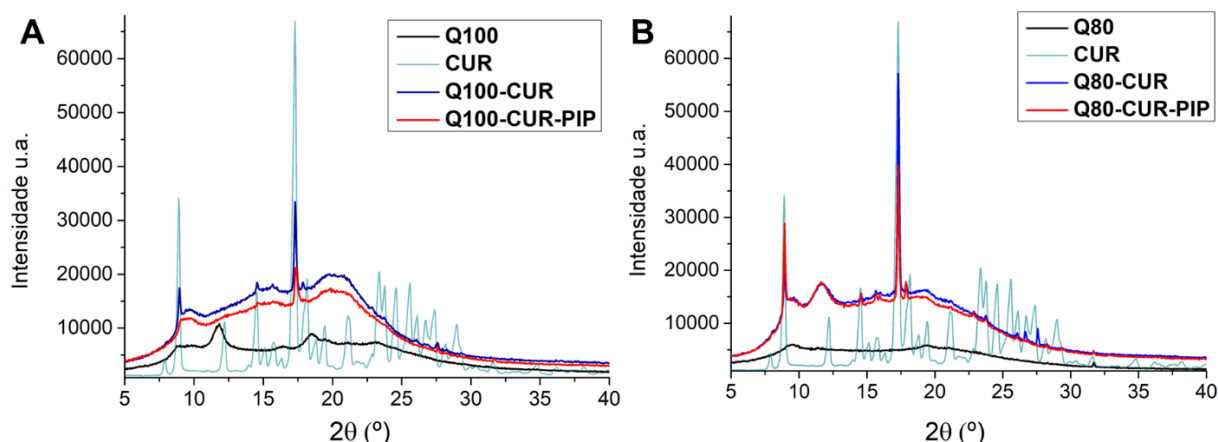 A
Intensidade u.a.
60000
50000
40000
30000
20000
10000
Q100
CUR
Q100-CUR
Q100-CUR-PIP
5 10 15 20 25 30 35 40
2θ (º)
B
Intensidade u.a.
60000
50000
40000
30000
20000
10000
Q80
CUR
Q80-CUR
Q80-CUR-PIP
5 10 15 20 25 30 35 40
2θ (º)